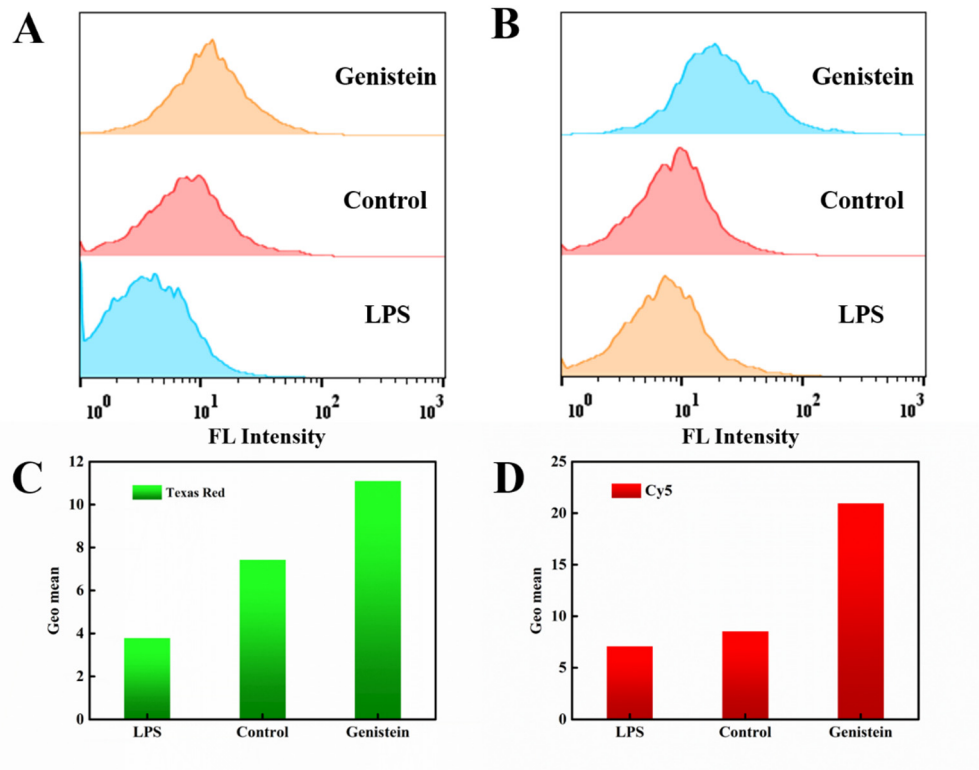 A
Genistein
Control
LPS
10^0 10^1 10^2 10^3
FL Intensity
B
Genistein
Control
LPS
10^0 10^1 10^2 10^3
FL Intensity
C
Texas Red
12
10
8
6
4
2
0
Geo mean
LPS Control Genistein
D
Cy5
25
20
15
10
5
0
Geo mean
LPS Control Genistein